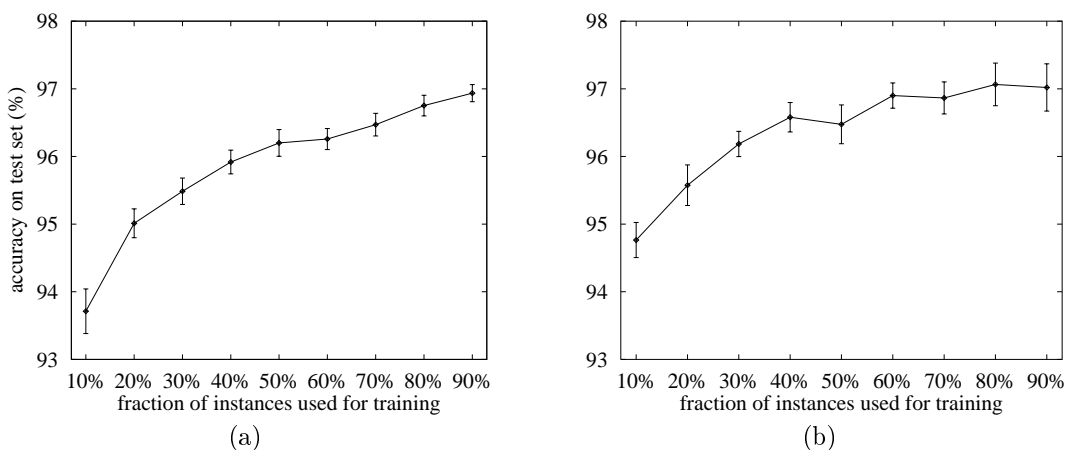 accuracy on test set (%)
98
97
96
95
94
93
10% 20% 30% 40% 50% 60% 70% 80% 90%
fraction of instances used for training
(a)
98
97
96
95
94
93
10% 20% 30% 40% 50% 60% 70% 80% 90%
fraction of instances used for training
(b)